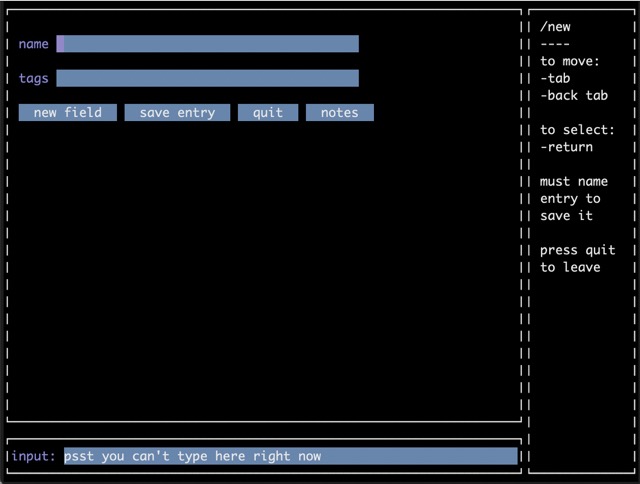 name
tags
new field save entry quit notes
input: psst you can't type here right now
/new
----
to move:
-tab
-back tab
to select:
-return
must name
entry to
save it
press quit
to leave